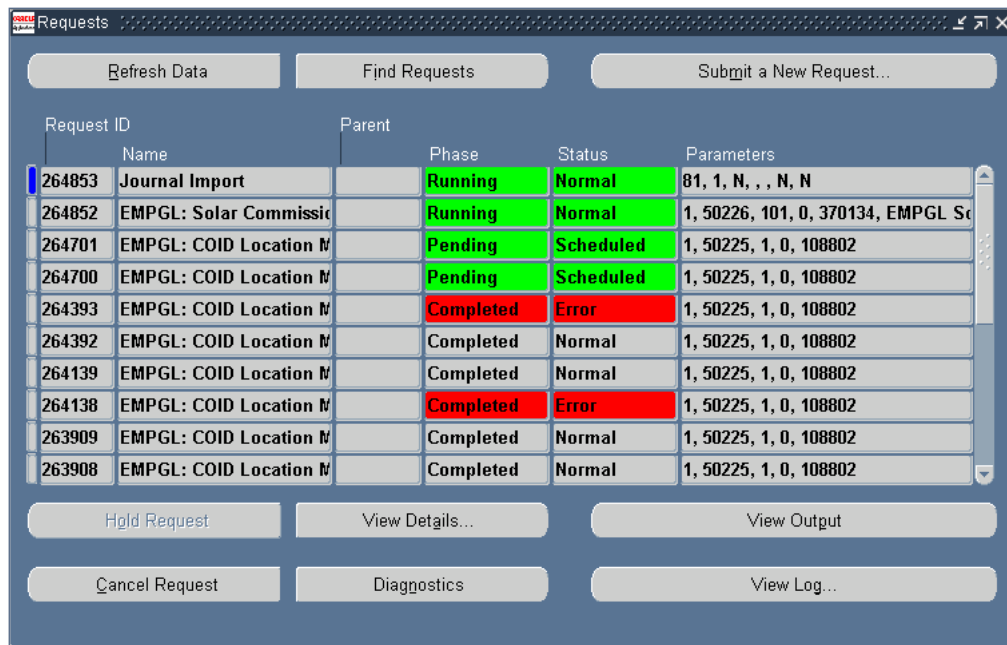 ORACLE Applications
Requests
Refresh Data Find Requests Submit a New Request...
Request ID Parent
Name Phase Status Parameters
264853 Journal Import Running Normal 81, 1, N, , , N, N
264852 EMPGL: Solar Commissio Running Normal 1, 50226, 101, 0, 370134, EMPGL So
264701 EMPGL: COID Location M Pending Scheduled 1, 50225, 1, 0, 108802
264700 EMPGL: COID Location M Pending Scheduled 1, 50225, 1, 0, 108802
264393 EMPGL: COID Location M Completed Error 1, 50225, 1, 0, 108802
264392 EMPGL: COID Location M Completed Normal 1, 50225, 1, 0, 108802
264139 EMPGL: COID Location M Completed Normal 1, 50225, 1, 0, 108802
264138 EMPGL: COID Location M Completed Error 1, 50225, 1, 0, 108802
263909 EMPGL: COID Location M Completed Normal 1, 50225, 1, 0, 108802
263908 EMPGL: COID Location M Completed Normal 1, 50225, 1, 0, 108802
Hold Request View Details... View Output
Cancel Request Diagnostics View Log...